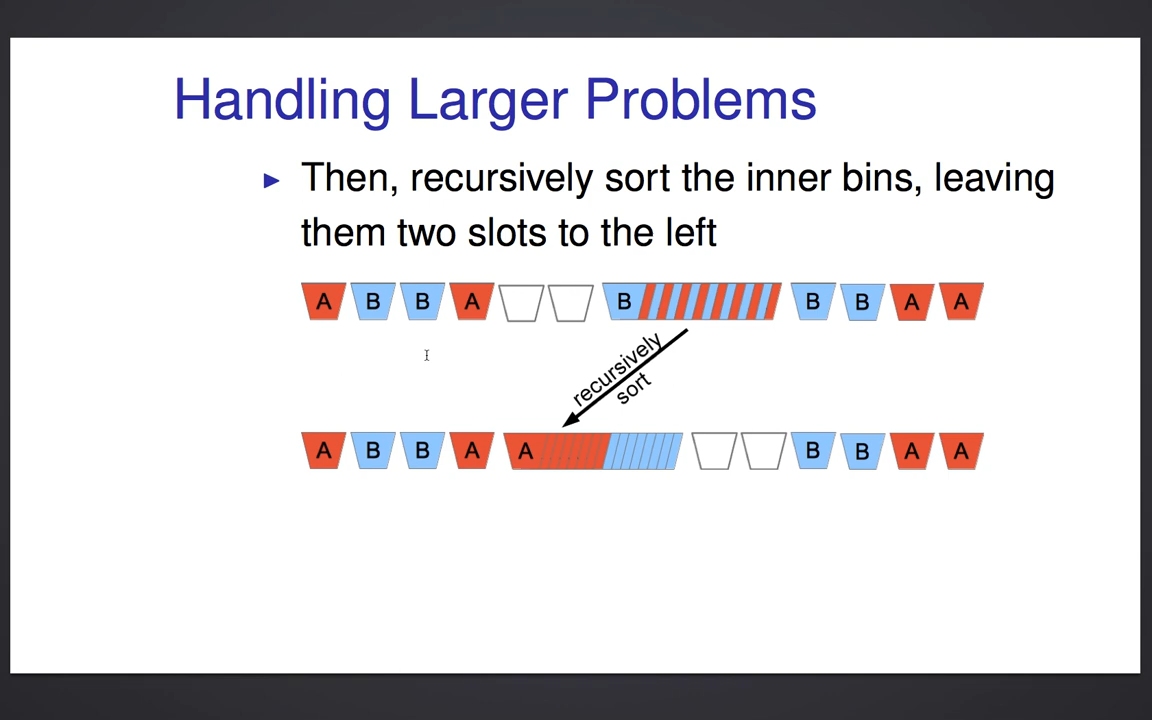 Handling Larger Problems
Then, recursively sort the inner bins, leaving
them two slots to the left
A B B A B B B A A
recursively
sort
A B B A A B B A A